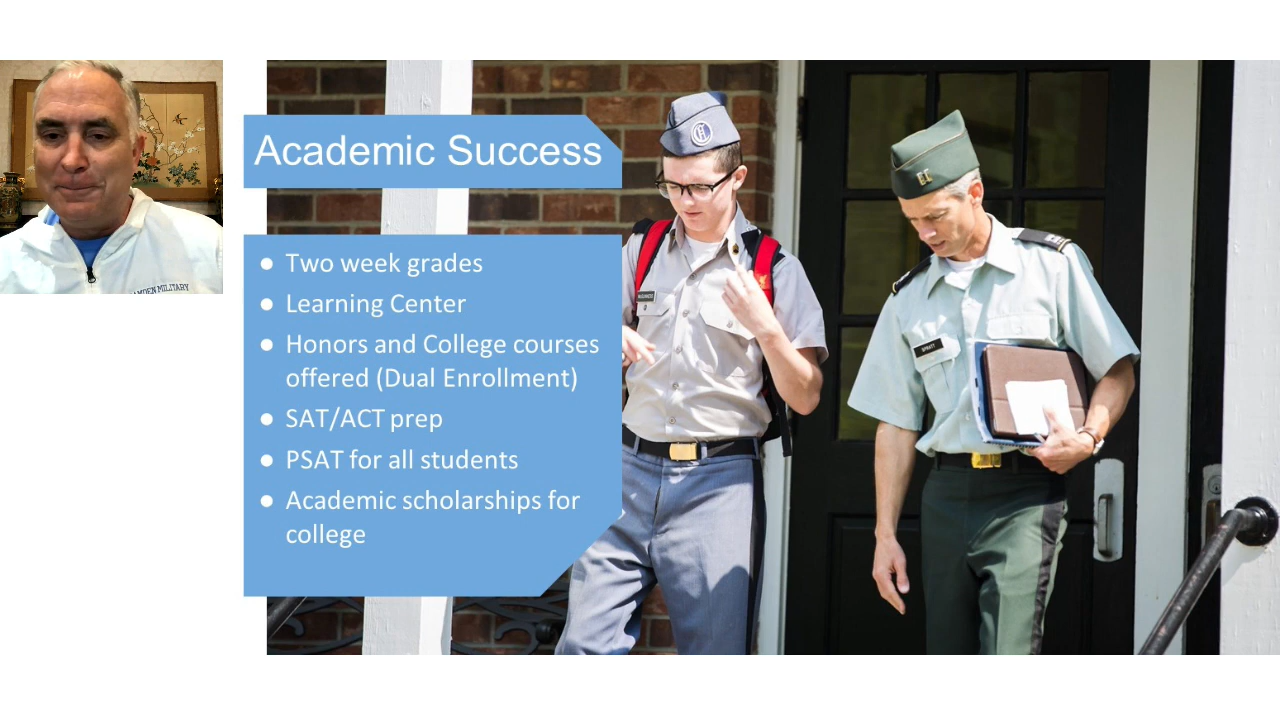 Academic Success
● Two week grades
● Learning Center
● Honors and College courses
offered (Dual Enrollment)
● SAT/ACT prep
● PSAT for all students
● Academic scholarships for
college
MILITARY